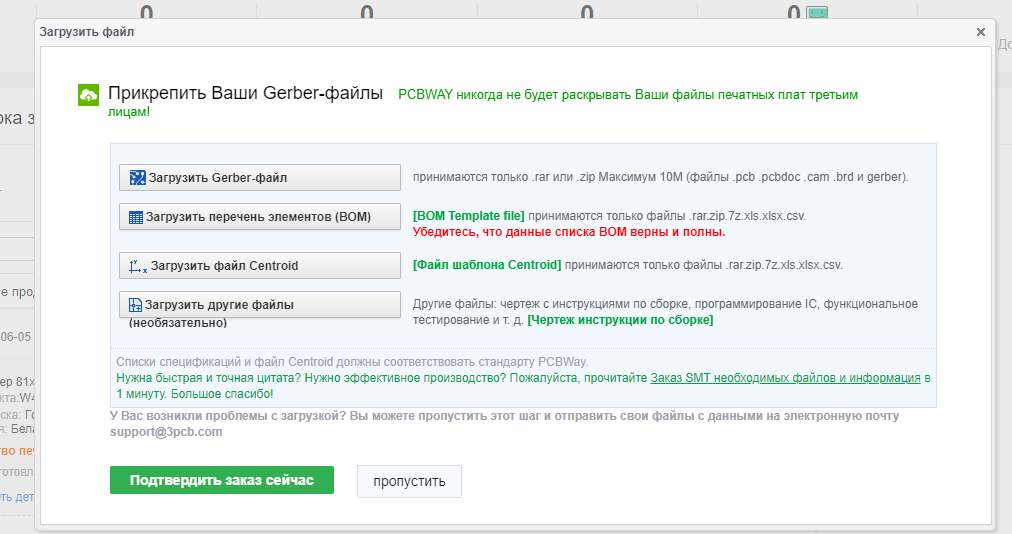 0 0 0 0
Загрузить файл
До
Прикрепить Ваши Gerber-файлы PCBWAY никогда не будет раскрывать Ваши файлы печатных плат третьим
лицам!
ока з
Загрузить Gerber-файл принимаются только .rar или .zip Максимум 10М (файлы .pcb .pcbdoc .cam .brd и gerber).
Загрузить перечень элементов (BOM) [BOM Template file] принимаются только файлы .rar.zip.7z.xls.xlsx.csv.
Убедитесь, что данные списка BOM верны и полны.
Загрузить файл Centroid [Файл шаблона Centroid] принимаются только файлы .rar.zip.7z.xls.xlsx.csv.
е прод
Загрузить другие файлы
(необязательно)
Другие файлы: чертеж с инструкциями по сборке, программирование IC, функциональное
тестирование и т. д. [Чертеж инструкции по сборке]
06-05
Списки спецификаций и файл Centroid должны соответствовать стандарту PCBWay.
Нужна быстрая и точная цитата? Нужно эффективное производство? Пожалуйста, прочитайте Заказ SMT необходимых файлов и информация в
1 минуту. Большое спасибо!
ер 81x
кта:W4
У Вас возникли проблемы с загрузкой? Вы можете пропустить этот шаг и отправить свои файлы с данными на электронную почту
support@3pcb.com
ска: Го
я: Бела
тво пе
готовл
ть дет
Подтвердить заказ сейчас пропустить